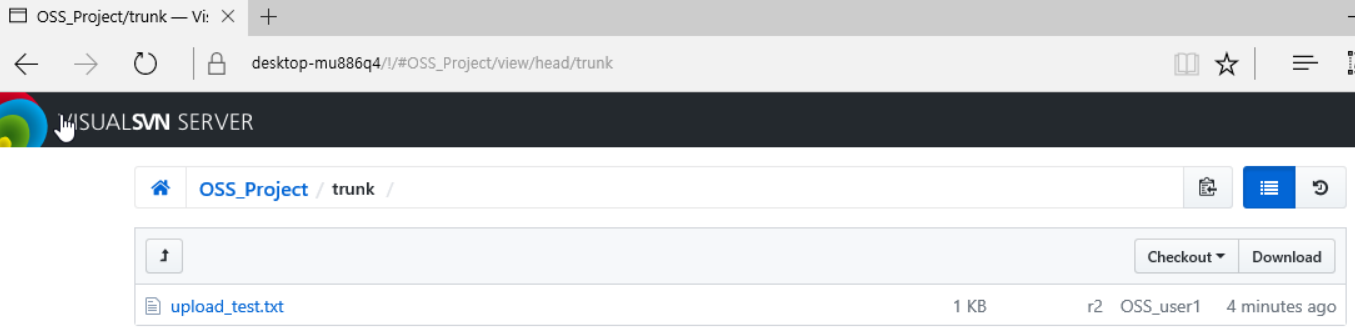 OSS_Project/trunk — Vis
desktop-mu886q4/!/#OSS_Project/view/head/trunk
VISUALSVN SERVER
OSS_Project / trunk /
Checkout Download
upload_test.txt 1 KB r2 OSS_user1 4 minutes ago